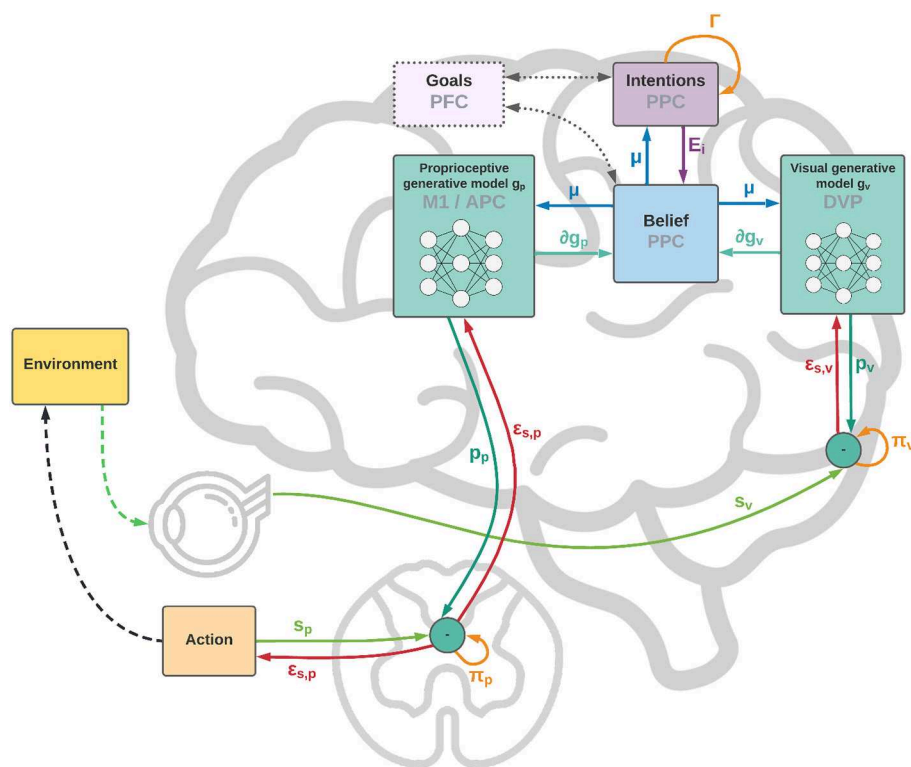 Γ
Goals
PFC
Intentions
PPC
μ
E_i
Proprioceptive
generative model g_p
M1 / APC
μ
Belief
PPC
μ
Visual generative
model g_v
DVP
∂g_p
∂g_v
Environment
ε_s,v
p_v
ε_s,p
p_p
-
π_v
s_v
Action
s_p
-
ε_s,p
π_p